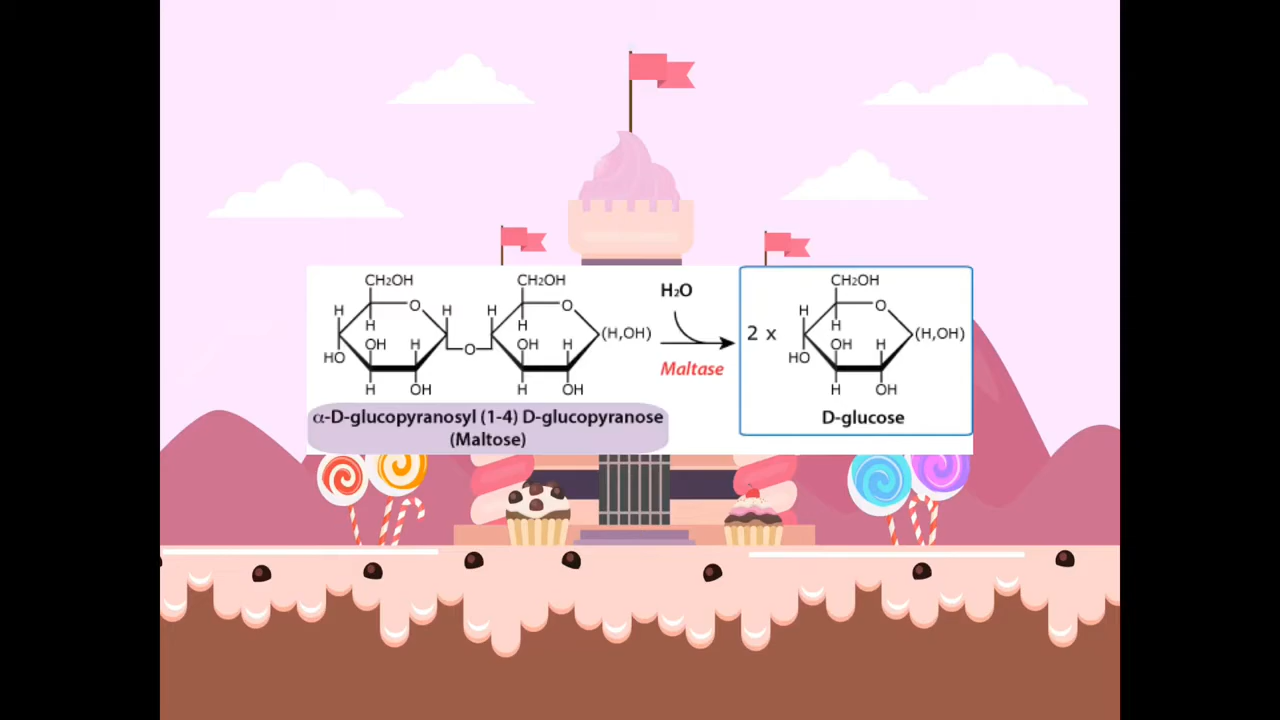 CH₂OH CH₂OH H₂O CH₂OH
H O H H O H O
H H (H,OH) 2 x H (H,OH)
OH H O OH H OH H
HO Maltase HO
H OH H OH H OH
α-D-glucopyranosyl (1-4) D-glucopyranose D-glucose
(Maltose)